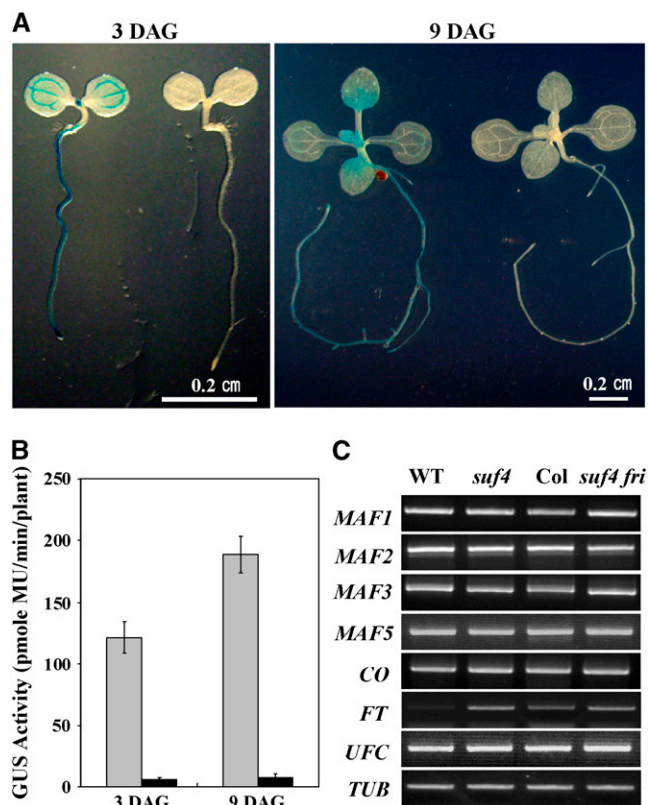 A
3 DAG 9 DAG
0.2 cm 0.2 cm
B
GUS Activity (pmole MU/min/plant)
250
200
150
100
50
0
3 DAG 9 DAG
C
WT suf4 Col suf4 fri
MAF1
MAF2
MAF3
MAF5
CO
FT
UFC
TUB